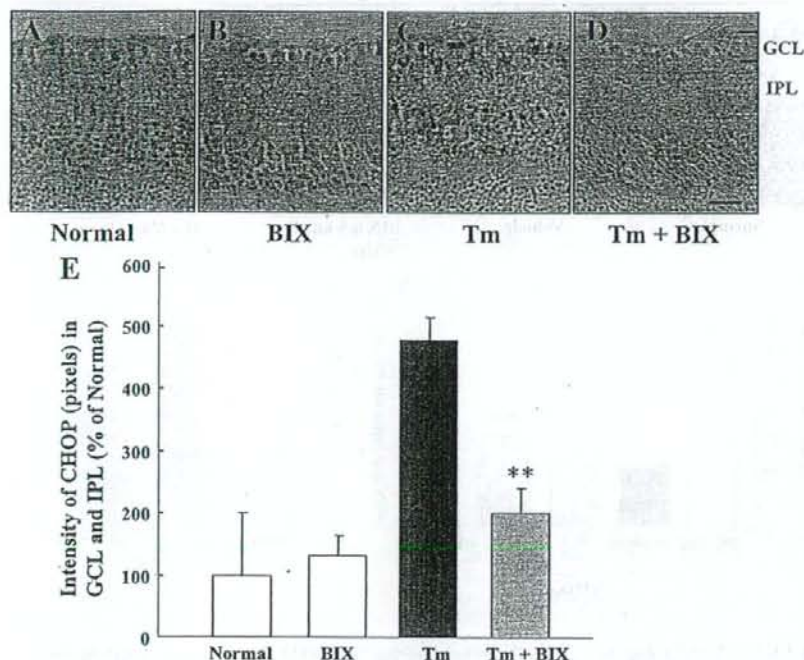 A B C D
GCL
IPL
Normal BIX Tm Tm + BIX
E
Intensity of CHOP (pixels) in
GCL and IPL (% of Normal)
600
500
400
300
200
100
0
**
Normal BIX Tm Tm + BIX